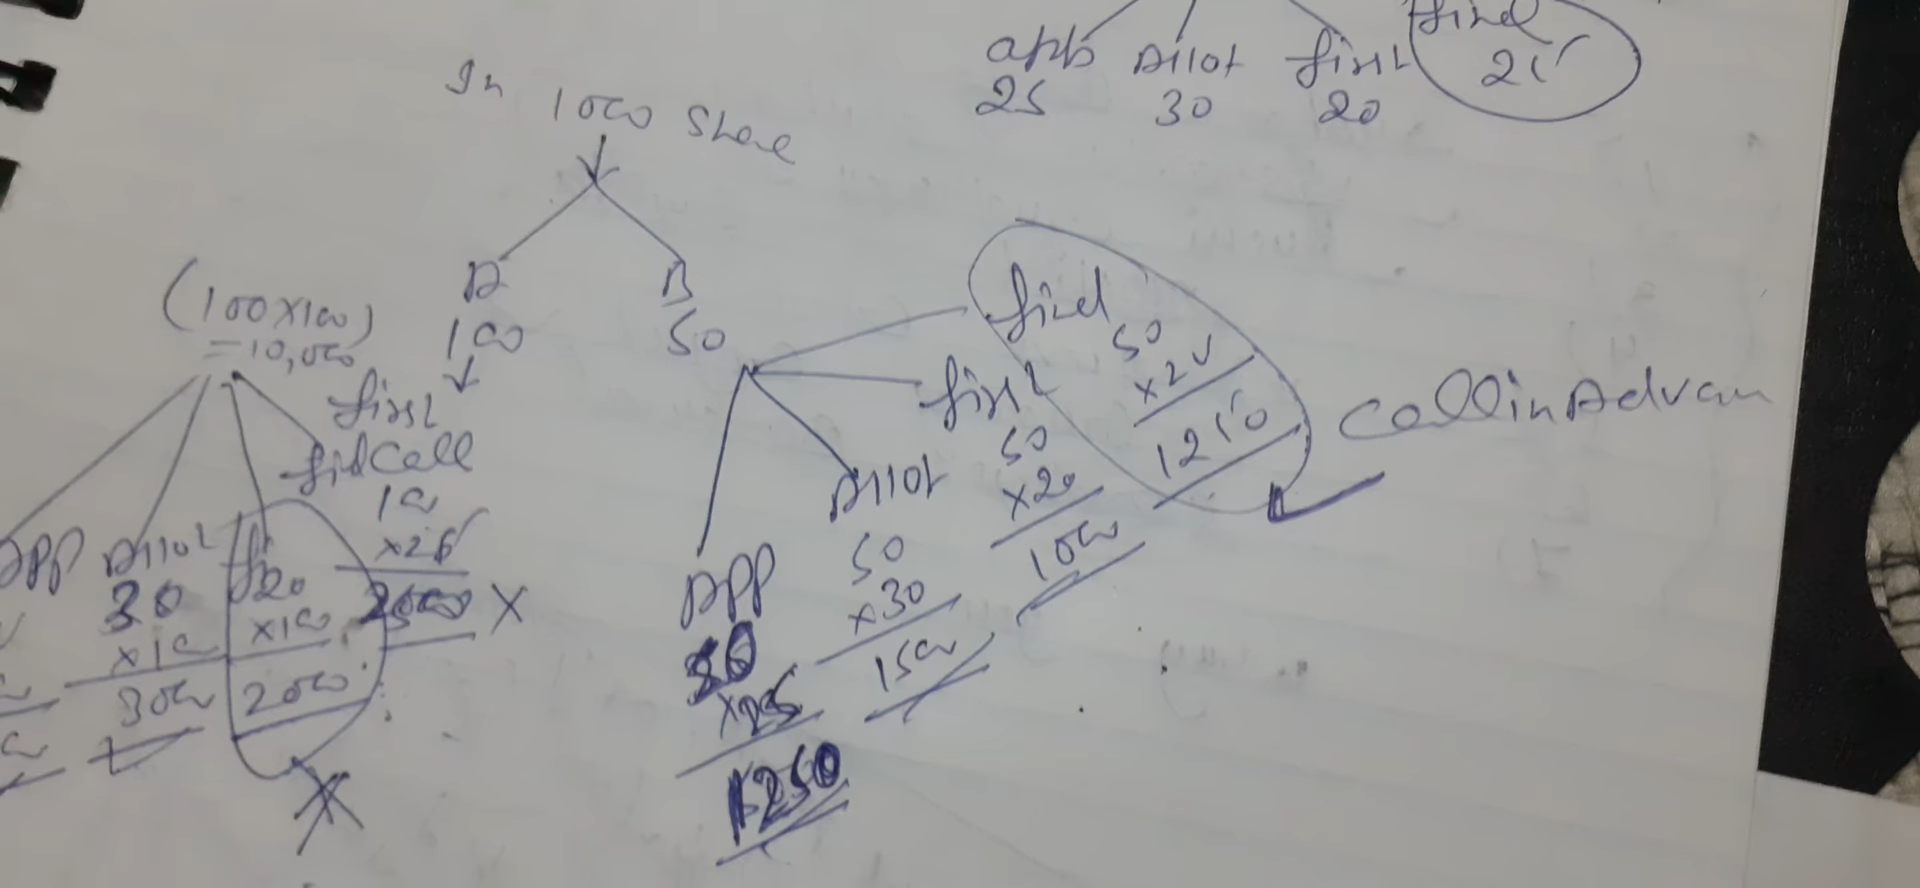 final
app Allot first 25
25 30 20
In 1000 Share
A B
100 50
(100x100)
=10,000
first
final Call
100
x25
2500 X
App Allot
30
x100
3000
20
x100
2000
final
50
x25
1250
first
50
x20
1000
Allot
50
x30
1500
App
50
x25
1250
Call in Advan